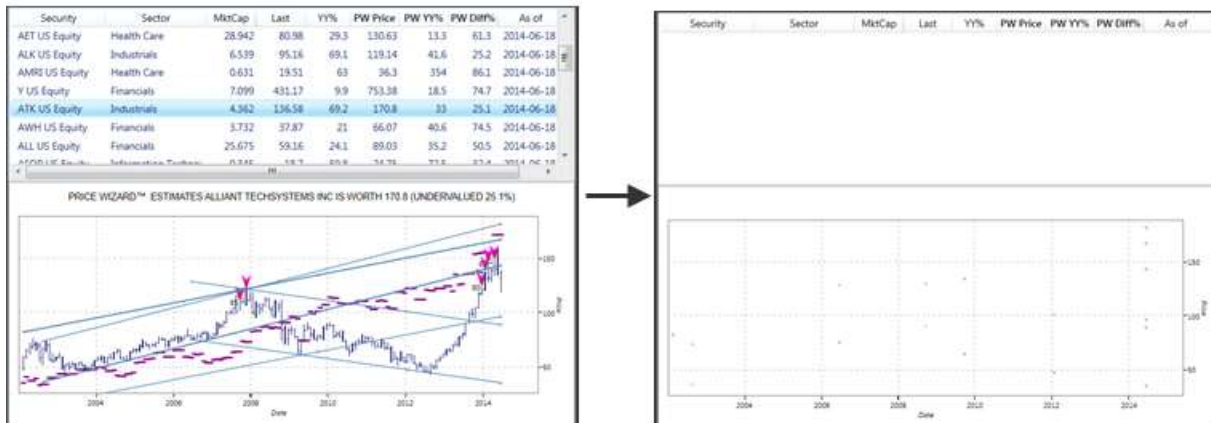 Security Sector MktCap Last YY% PW Price PW YY% PW Diff% As of
AET US Equity Health Care 28.942 80.98 29.3 130.63 13.3 61.3 2014-06-18
ALK US Equity Industrials 6.539 95.16 69.1 119.14 41.6 25.2 2014-06-18
AMRI US Equity Health Care 0.631 19.51 63 36.3 354 86.1 2014-06-18
Y US Equity Financials 7.099 431.17 9.9 753.38 18.5 74.7 2014-06-18
ATK US Equity Industrials 4.362 136.58 69.2 170.8 33 25.1 2014-06-18
AWH US Equity Financials 3.732 37.87 21 66.07 40.6 74.5 2014-06-18
ALL US Equity Financials 25.675 59.16 24.1 89.03 35.2 50.5 2014-06-18
PRICE WIZARD™ ESTIMATES ALLIANT TECHSYSTEMS INC IS WORTH 170.8 (UNDERVALUED 25.1%)
150
100
50
Price
2004 2006 2008 2010 2012 2014
Date
Security Sector MktCap Last YY% PW Price PW YY% PW Diff% As of
150
100
50
Price
2004 2006 2008 2010 2012 2014
Date